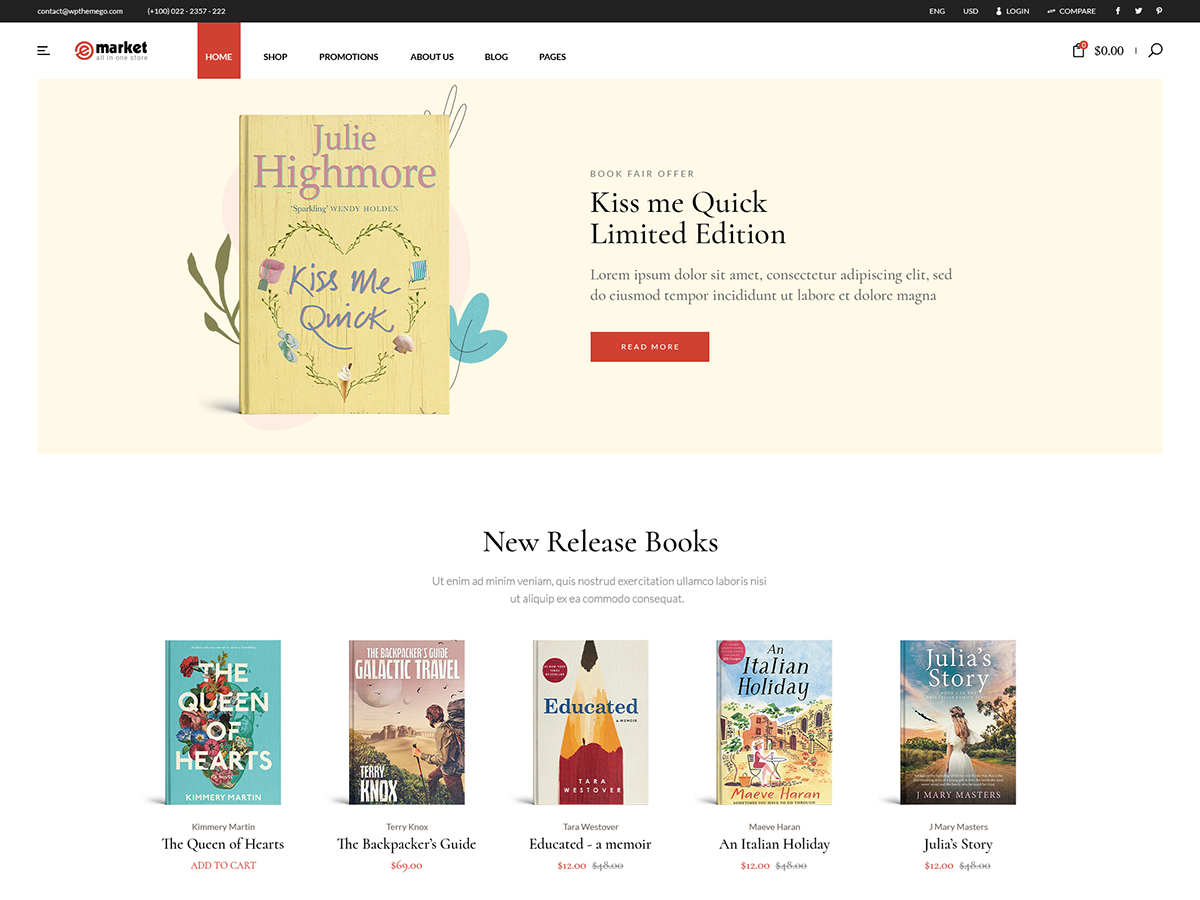 contact@wpthemego.com (+100) 022 - 2357 - 222 ENG USD LOGIN COMPARE
market
all in one store
HOME SHOP PROMOTIONS ABOUT US BLOG PAGES 0 $0.00
Julie
Highmore
'Sparkling' WENDY HOLDEN
Kiss Me
Quick
BOOK FAIR OFFER
Kiss me Quick
Limited Edition
Lorem ipsum dolor sit amet, consectetur adipiscing elit, sed
do eiusmod tempor incididunt ut labore et dolore magna
READ MORE
New Release Books
Ut enim ad minim veniam, quis nostrud exercitation ullamco laboris nisi
ut aliquip ex ea commodo consequat.
THE
QUEEN
OF
HEARTS
KIMMERY MARTIN
THE BACKPACKER'S GUIDE
GALACTIC TRAVEL
TERRY
KNOX
Educated
A MEMOIR
TARA
WESTOVER
An
Italian
Holiday
Maeve Haran
SOMETIMES YOU HAVE TO GO THROUGH
Julia's
Story
J MARY MASTERS
Kimmery Martin
The Queen of Hearts
ADD TO CART
Terry Knox
The Backpacker's Guide
$69.00
Tara Westover
Educated - a memoir
$12.00 $48.00
Maeve Haran
An Italian Holiday
$12.00 $48.00
J Mary Masters
Julia's Story
$12.00 $48.00